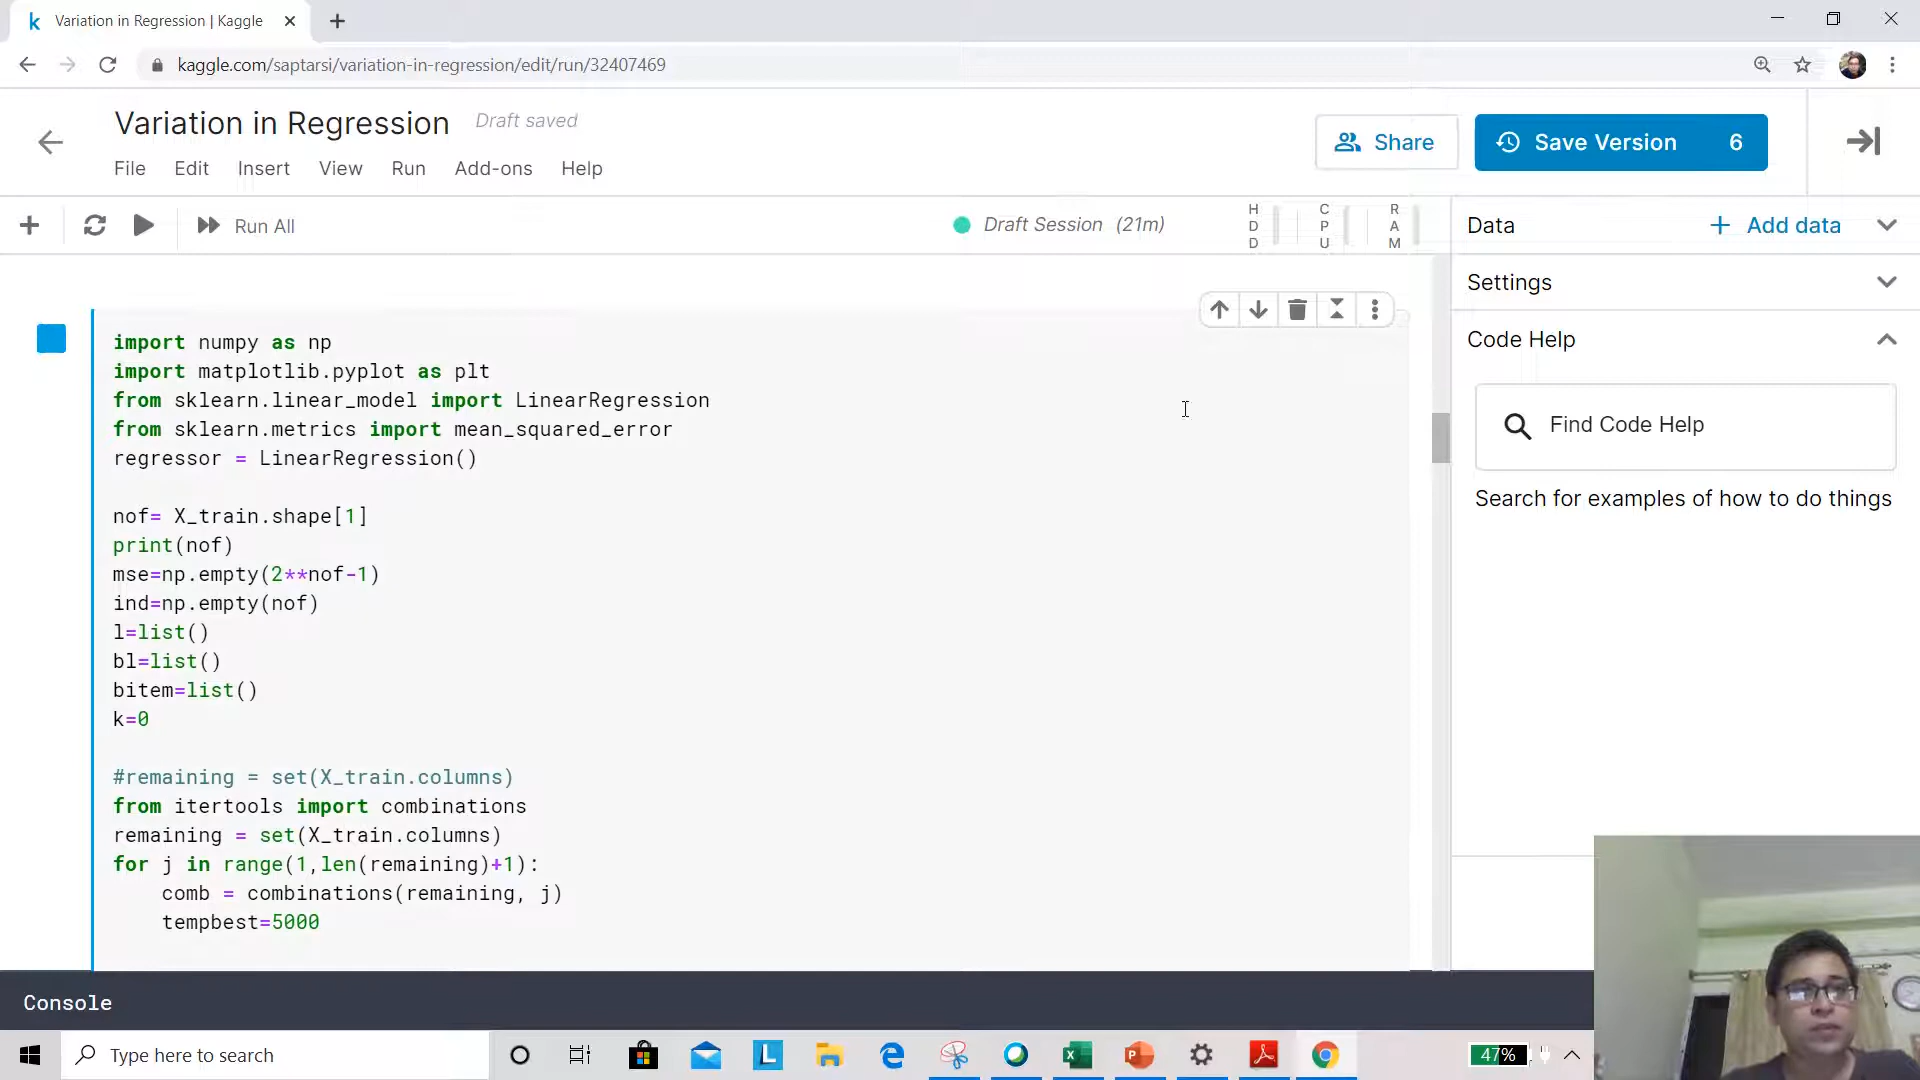 Variation in Regression | Kaggle
kaggle.com/saptarsi/variation-in-regression/edit/run/32407469
Variation in Regression
Draft saved
File Edit Insert View Run Add-ons Help
Share
Save Version 6
Run All
Draft Session (21m)
HDD
CPU
RAM
Data
+ Add data
Settings
Code Help
Find Code Help
Search for examples of how to do things
import numpy as np
import matplotlib.pyplot as plt
from sklearn.linear_model import LinearRegression
from sklearn.metrics import mean_squared_error
regressor = LinearRegression()
nof= X_train.shape[1]
print(nof)
mse=np.empty(2**nof-1)
ind=np.empty(nof)
l=list()
bl=list()
bitem=list()
k=0
#remaining = set(X_train.columns)
from itertools import combinations
remaining = set(X_train.columns)
for j in range(1,len(remaining)+1):
comb = combinations(remaining, j)
tempbest=5000
Console
Type here to search
47%